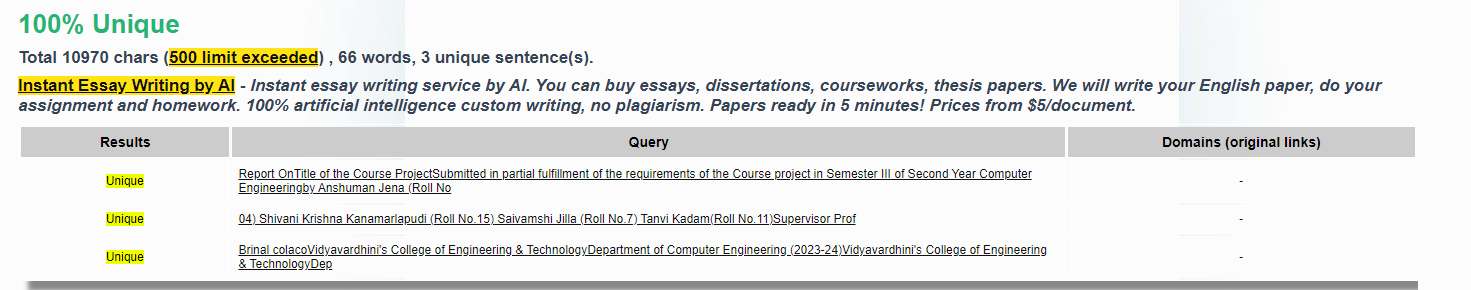 100% Unique
Total 10970 chars (500 limit exceeded) , 66 words, 3 unique sentence(s).
Instant Essay Writing by AI - Instant essay writing service by AI. You can buy essays, dissertations, courseworks, thesis papers. We will write your English paper, do your
assignment and homework. 100% artificial intelligence custom writing, no plagiarism. Papers ready in 5 minutes! Prices from $5/document.
Results Query Domains (original links)
Unique Report OnTitle of the Course ProjectSubmitted in partial fulfillment of the requirements of the Course project in Semester III of Second Year Computer -
Engineeringby Anshuman Jena (Roll No
Unique 04) Shivani Krishna Kanamarlapudi (Roll No.15) Saivamshi Jilla (Roll No.7) Tanvi Kadam(Roll No.11)Supervisor Prof -
Unique Brinal colacoVidyavardhini's College of Engineering & TechnologyDepartment of Computer Engineering (2023-24)Vidyavardhini's College of Engineering -
& TechnologyDep